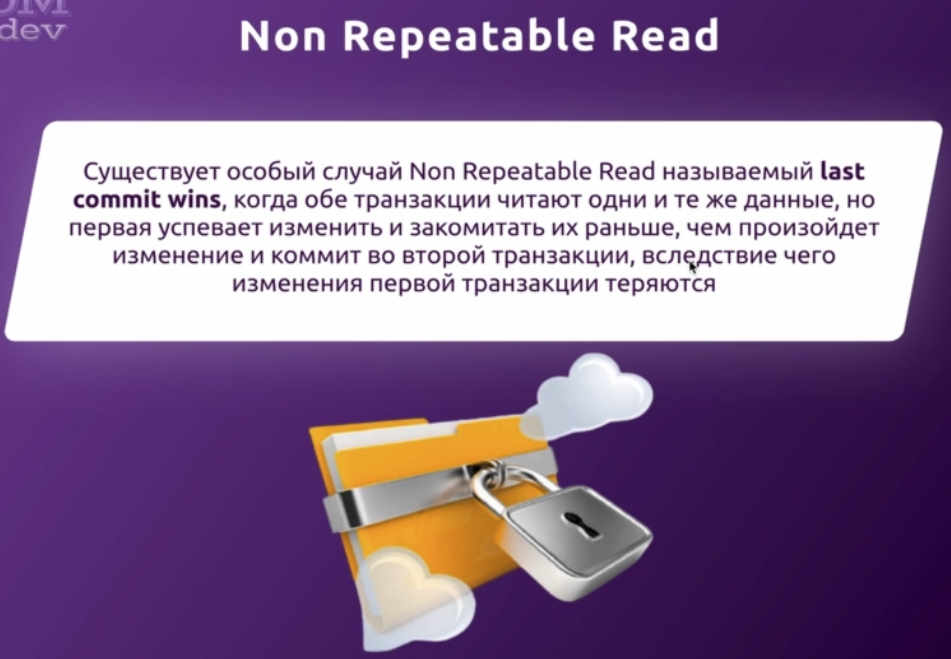 DM
dev
Non Repeatable Read
Существует особый случай Non Repeatable Read называемый last
commit wins, когда обе транзакции читают одни и те же данные, но
первая успевает изменить и закомитать их раньше, чем произойдет
изменение и коммит во второй транзакции, вследствие чего
изменения первой транзакции теряются